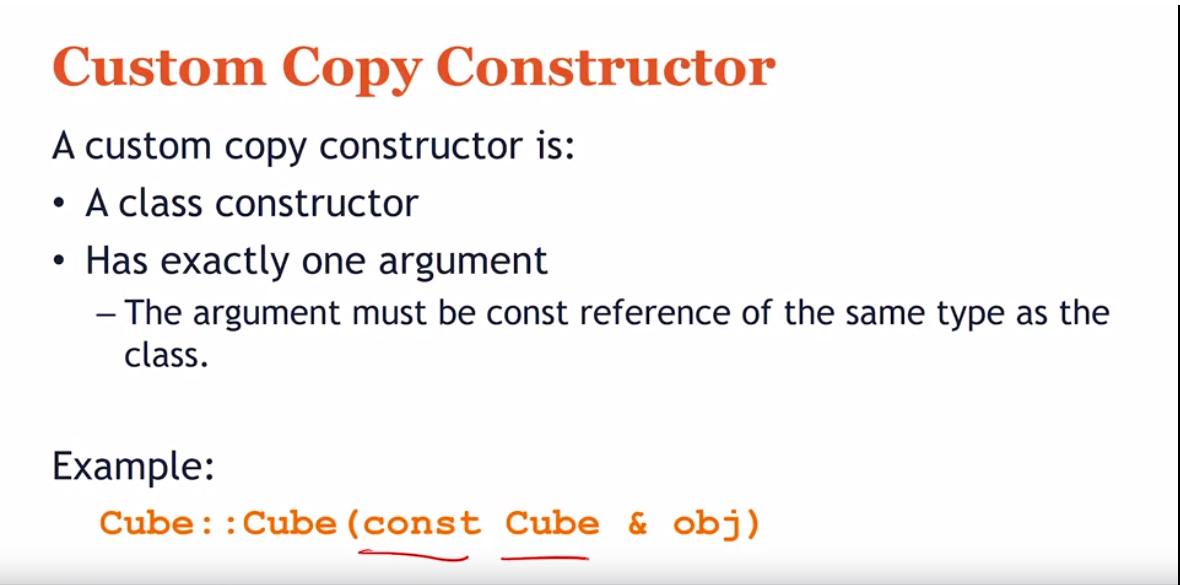 Custom Copy Constructor
A custom copy constructor is:
• A class constructor
• Has exactly one argument
– The argument must be const reference of the same type as the
class.
Example:
Cube::Cube(const Cube & obj)